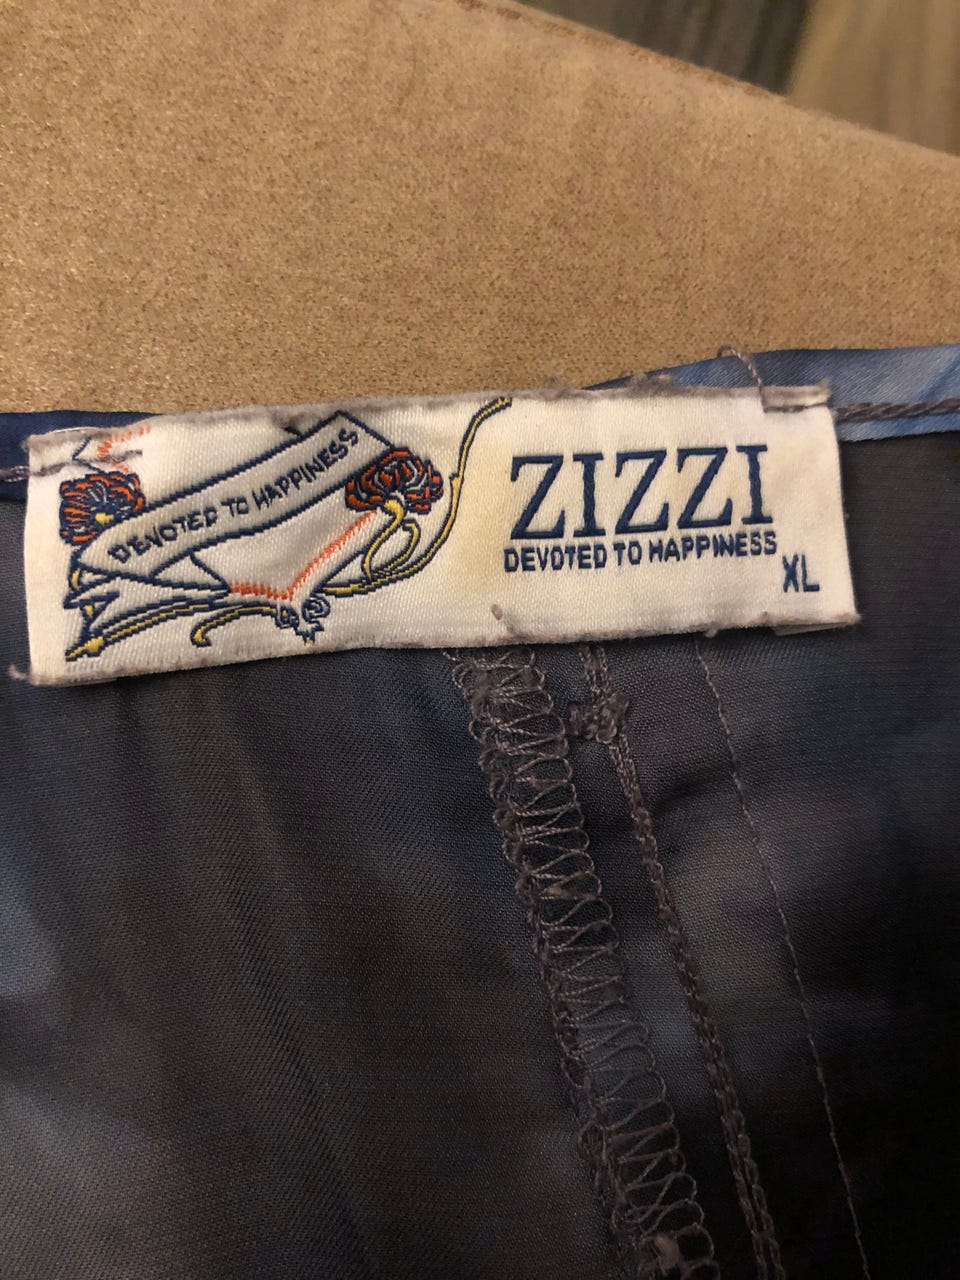 DEVOTED TO HAPPINESS
ZIZZI
DEVOTED TO HAPPINESS
XL